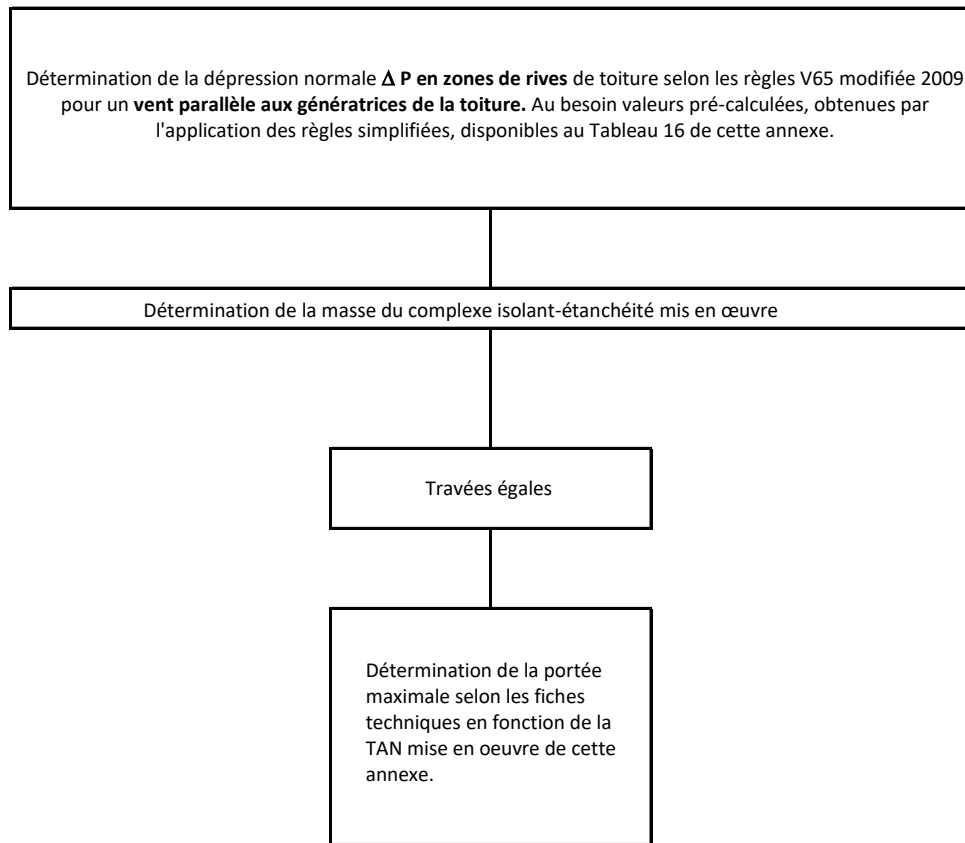 Détermination de la dépression normale Δ P en zones de rives de toiture selon les règles V65 modifiée 2009
pour un vent parallèle aux génératrices de la toiture. Au besoin valeurs pré-calculées, obtenues par
l'application des règles simplifiées, disponibles au Tableau 16 de cette annexe.
Détermination de la masse du complexe isolant-étanchéité mis en œuvre
Travées égales
Détermination de la portée
maximale selon les fiches
techniques en fonction de la
TAN mise en oeuvre de cette
annexe.